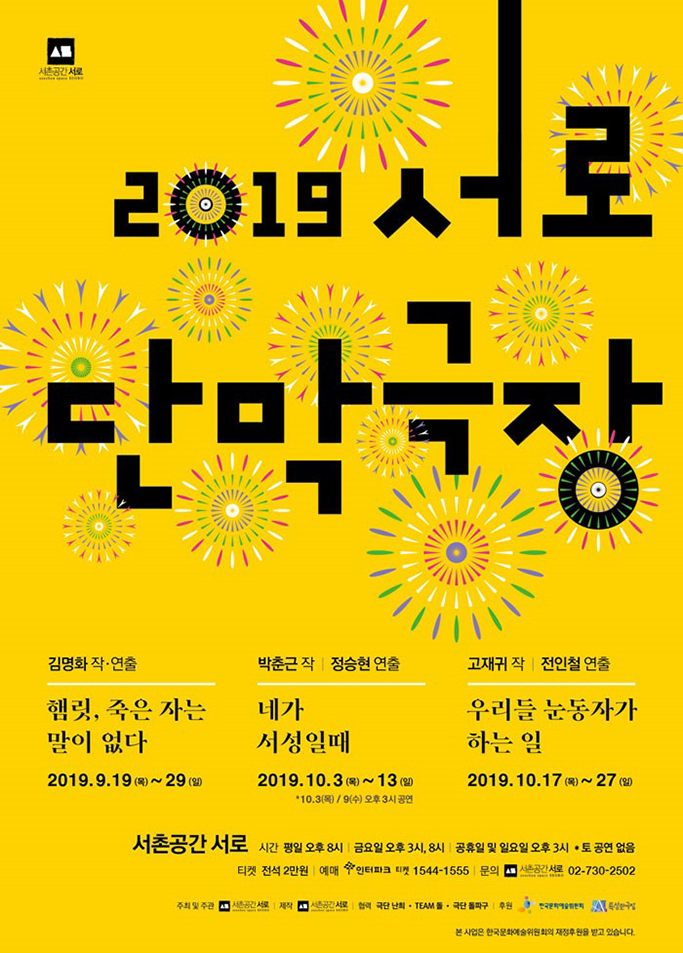 서촌공간 서로
2019 서로
단막극장
김명화 작·연출
햄릿, 죽은 자는
말이 없다
2019.9.19 (목) ~ 29 (일)
박춘근 작 | 정승현 연출
네가
서성일때
2019.10.3 (목) ~ 13 (일)
*10.3(목) / 9(수) 오후 3시 공연
고재귀 작 | 전인철 연출
우리들 눈동자가
하는 일
2019.10.17 (목) ~ 27 (일)
서촌공간 서로 시간 평일 오후 8시 | 금요일 오후 3시, 8시 | 공휴일 및 일요일 오후 3시 • 토 공연 없음
티켓 전석 2만원 | 예매 인터파크 티켓 1544-1555 | 문의 서촌공간 서로 02-730-2502
주최 및 주관 서촌공간 서로 | 제작 서촌공간 서로 | 협력 극단 난희 • TEAM 돌 • 극단 돌파구 | 후원 한국문화예술위원회
본 사업은 한국문화예술위원회의 재정후원을 받고 있습니다.